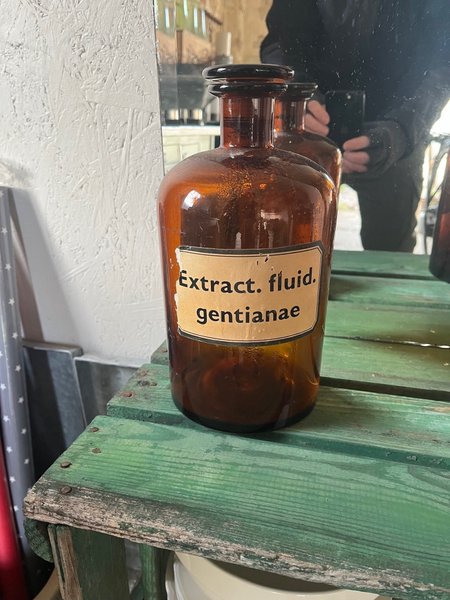 Extract. fluid.
gentianae